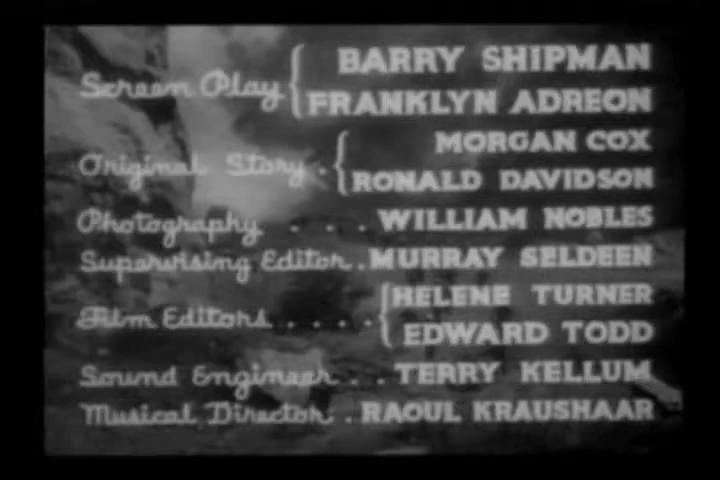 Screen Play { BARRY SHIPMAN
FRANKLYN ADREON
Original Story . { MORGAN COX
RONALD DAVIDSON
Photography . . . WILLIAM NOBLES
Supervising Editor . MURRAY SELDEEN
Film Editors . . . . . { HELENE TURNER
EDWARD TODD
Sound Engineer . . TERRY KELLUM
Musical Director . RAOUL KRAUSHAAR